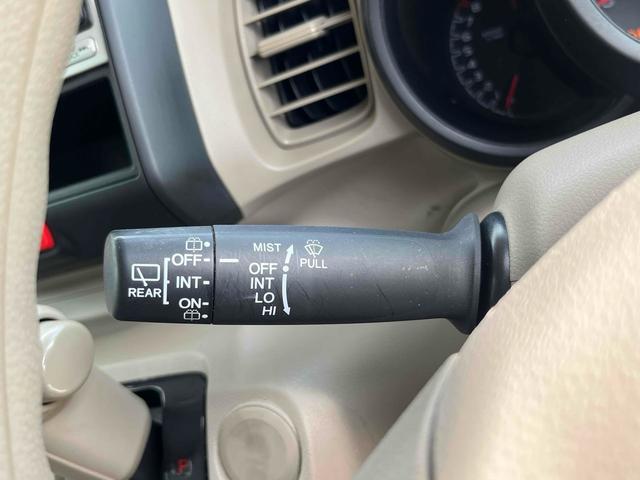 OFF
INT
ON
REAR
MIST
OFF
INT
LO
HI
PULL
P